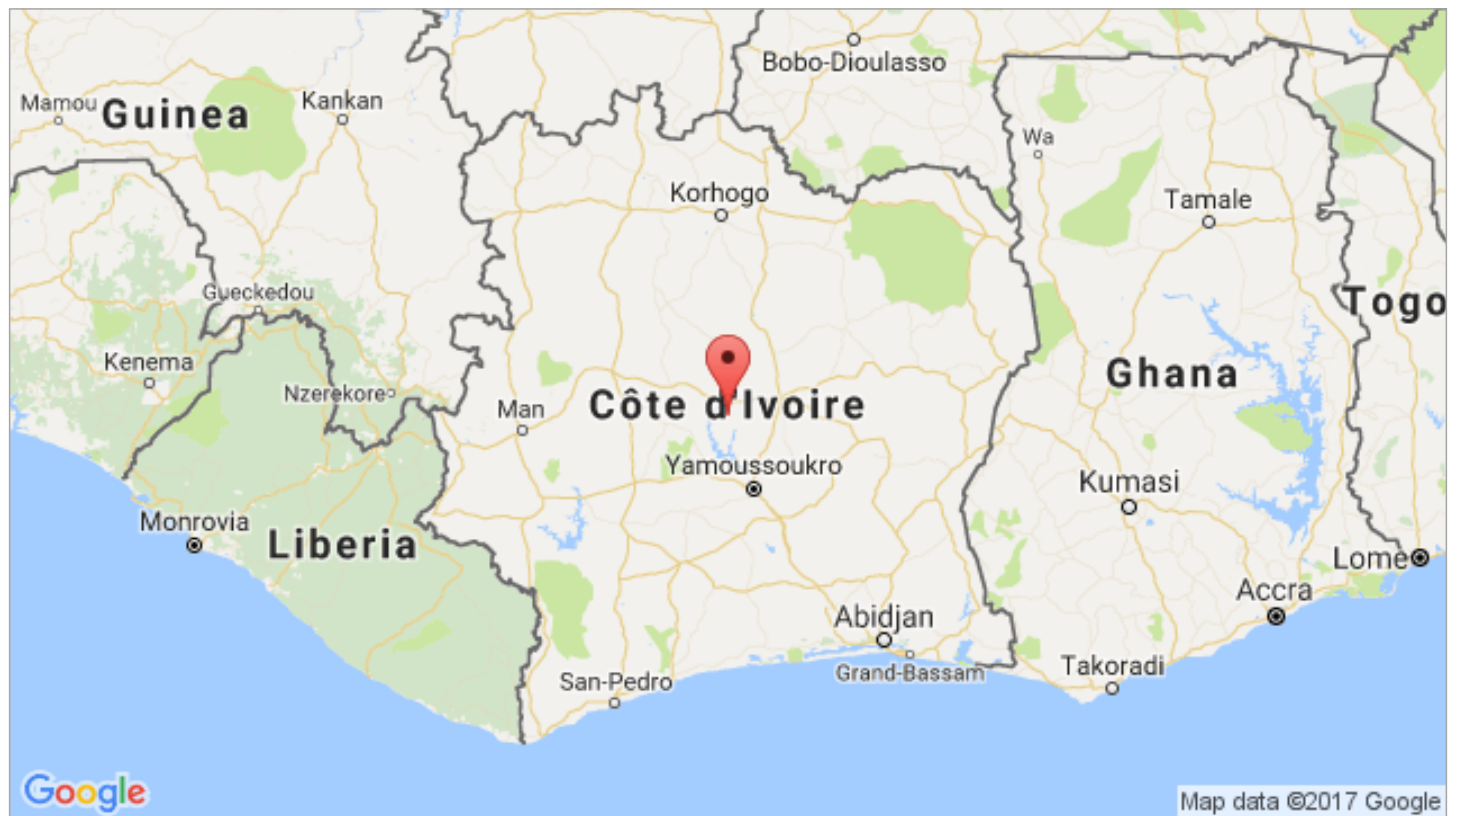 Bobo-Dioulasso
Mamou
Guinea
Kankan
Wa
Korhogo
Tamale
Gueckedou
Togo
Kenema
Nzerekore
Man
Côte d'Ivoire
Ghana
Yamoussoukro
Kumasi
Monrovia
Liberia
Lome
Accra
Abidjan
Grand-Bassam
Takoradi
San-Pedro
Google
Map data ©2017 Google